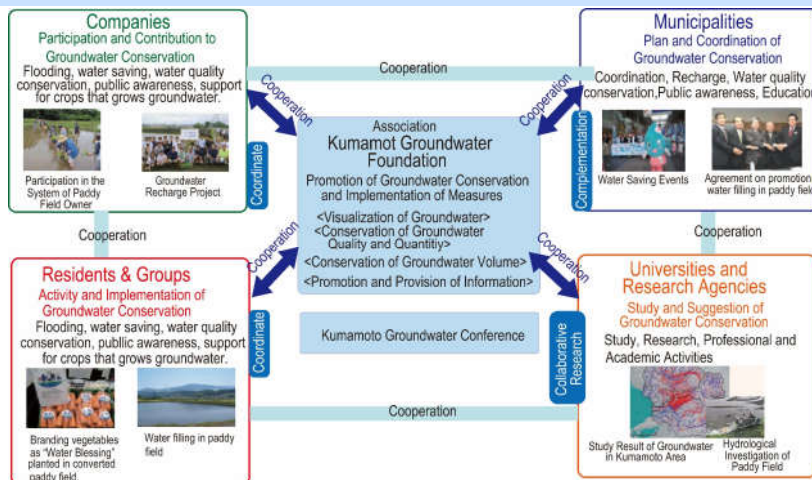 Companies
Participation and Contribution to
Groundwater Conservation
Flooding, water saving, water quality
conservation, public awareness, support
for crops that grows groundwater.
Participation in the
System of Paddy
Field Owner
Groundwater
Recharge Project
Coordinate
Cooperation
Cooperation
Cooperation
Association
Kumamot Groundwater
Foundation
Promotion of Groundwater Conservation
and Implementation of Measures
<Visualization of Groundwater>
<Conservation of Groundwater
Quality and Quantitiy>
<Conservation of Groundwater Volume>
<Promotion and Provision of Information>
Kumamoto Groundwater Conference
Municipalities
Plan and Coordination of
Groundwater Conservation
Coordination, Recharge, Water quality
conservation,Public awareness, Education
Complementation
Water Saving Events
Agreement on promotion
water filling in paddy field
Cooperation
Cooperation
Residents & Groups
Activity and Implementation of
Groundwater Conservation
Flooding, water saving, water quality
conservation, publlic awareness, support
for crops that grows groundwater.
Branding vegetables
as "Water Blessing"
planted in converted
paddy field.
Water filling in paddy
field
Coordinate
Cooperation
Cooperation
Cooperation
Universities and
Research Agencies
Study and Suggestion of
Groundwater Conservation
Study, Research, Professional and
Academic Activities
Collaborative
Research
Study Result of Groundwater
in Kumamoto Area
Hydrological
Investigation of
Paddy Field